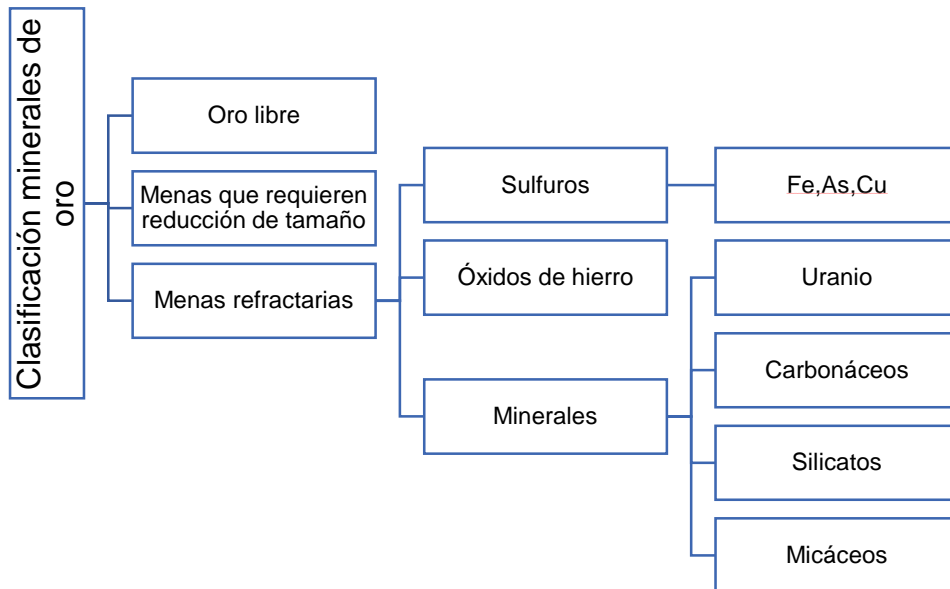 Clasificación minerales de
oro
Oro libre
Menas que requieren
reducción de tamaño
Menas refractarias
Sulfuros
Fe,As,Cu
Óxidos de hierro
Minerales
Uranio
Carbonáceos
Silicatos
Micáceos